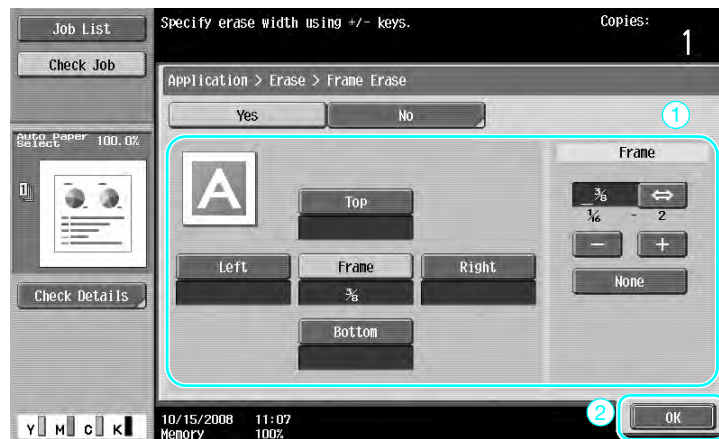 Job List
Check Job
Specify erase width using +/- keys.
Copies:
1
Application > Erase > Frame Erase
Yes
No
1
Auto Paper Select
100.0%
A
Top
Left
Frame
Right
3/8
Bottom
Frame
_3/8
1/16 - 2
- +
None
Check Details
Y M C K
10/15/2008 11:07
Memory 100%
2
OK